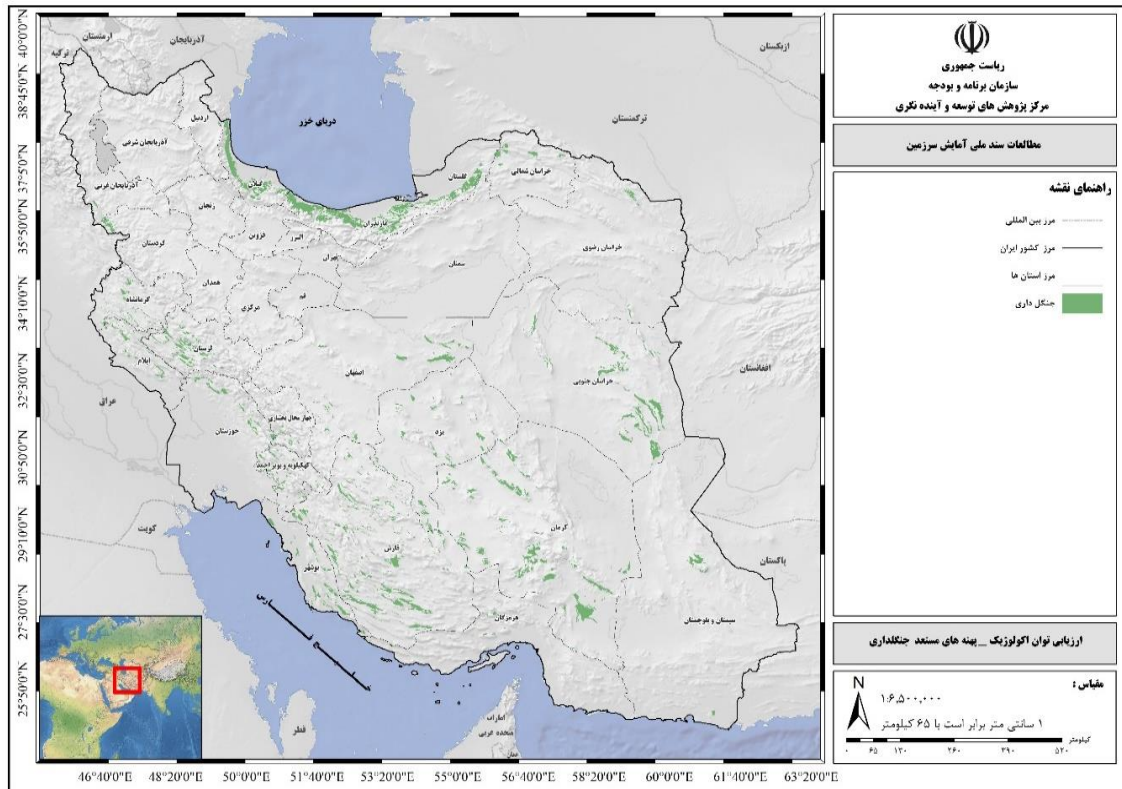 ریاست جمهوری
سازمان برنامه و بودجه
مرکز پژوهش های توسعه و آینده نگری
مطالعات سند ملی آمایش سرزمین
راهنمای نقشه
مرز بین المللی
مرز کشور ایران
مرز استان ها
جنگل داری
ارزیابی توان اکولوژیک _ پهنه های مستعد جنگلداری
مقیاس :
N
۱:۶,۵۰۰,۰۰۰
۱ سانتی متر برابر است با ۶۵ کیلومتر
کیلومتر
۰ ۶۵ ۱۳۰ ۲۶۰ ۳۹۰ ۵۲۰
40°0'0"N
38°45'0"N
37°5'0"N
35°50'0"N
34°10'0"N
32°30'0"N
30°50'0"N
29°10'0"N
27°30'0"N
25°50'0"N
46°40'0"E 48°20'0"E 50°0'0"E 51°40'0"E 53°20'0"E 55°0'0"E 56°40'0"E 58°20'0"E 60°0'0"E 61°40'0"E 63°20'0"E
ارمنستان
آذربایجان
ترکیه
ازبکستان
ترکمنستان
دریای خزر
اردبیل
آذربایجان شرقی
آذربایجان غربی
گیلان
گلستان
خراسان شمالی
مازندران
زنجان
قزوین
البرز
تهران
کردستان
سمنان
خراسان رضوی
همدان
کرمانشاه
مرکزی
قم
لرستان
ایلام
اصفهان
خراسان جنوبی
افغانستان
عراق
چهار محال بختیاری
خوزستان
یزد
کهکیلویه و بویر احمد
کویت
کرمان
فارس
بوشهر
پاکستان
هرمزگان
سیستان و بلوچستان
قطر
امارات
متحده عربی
عمان